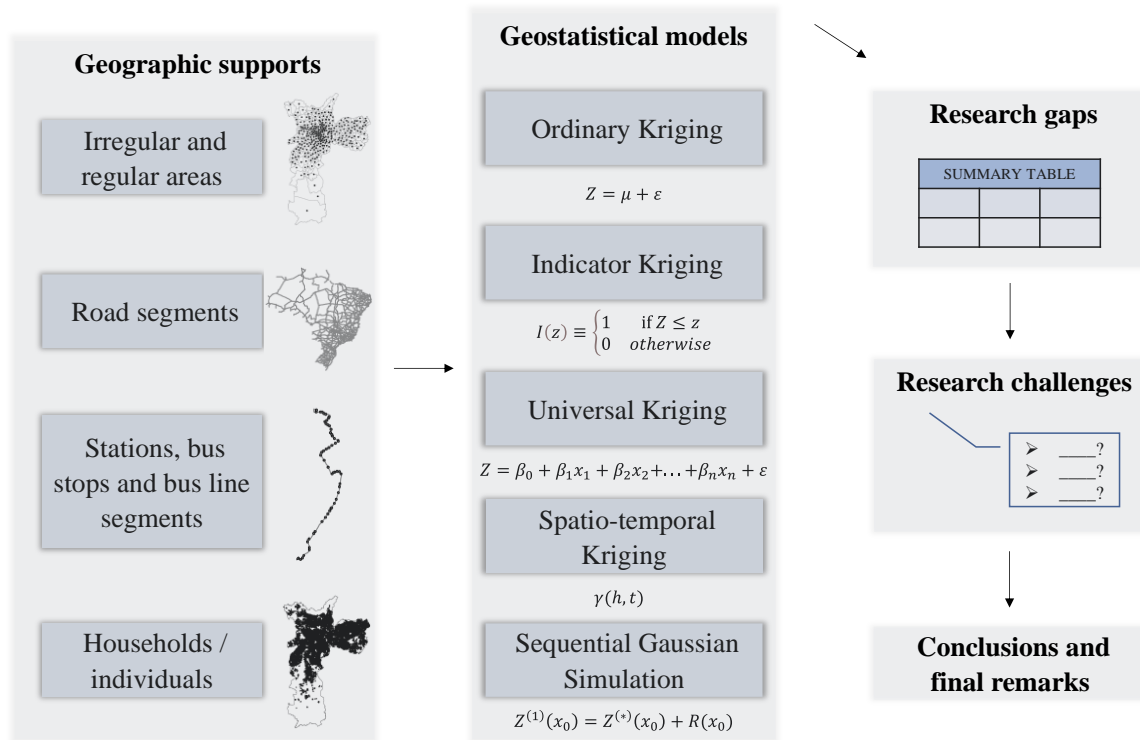 Geographic supports
Irregular and
regular areas
Road segments
Stations, bus
stops and bus line
segments
Households /
individuals
Geostatistical models
Ordinary Kriging
Z = μ + ε
Indicator Kriging
I(z) ≡ {1 if Z ≤ z
0 otherwise
Universal Kriging
Z = β₀ + β₁x₁ + β₂x₂+...+βₙxₙ + ε
Spatio-temporal
Kriging
γ(h, t)
Sequential Gaussian
Simulation
Z⁽¹⁾(x₀) = Z⁽*⁾(x₀) + R(x₀)
Research gaps
SUMMARY TABLE
Research challenges
➢ ____?
➢ ____?
➢ ____?
Conclusions and
final remarks